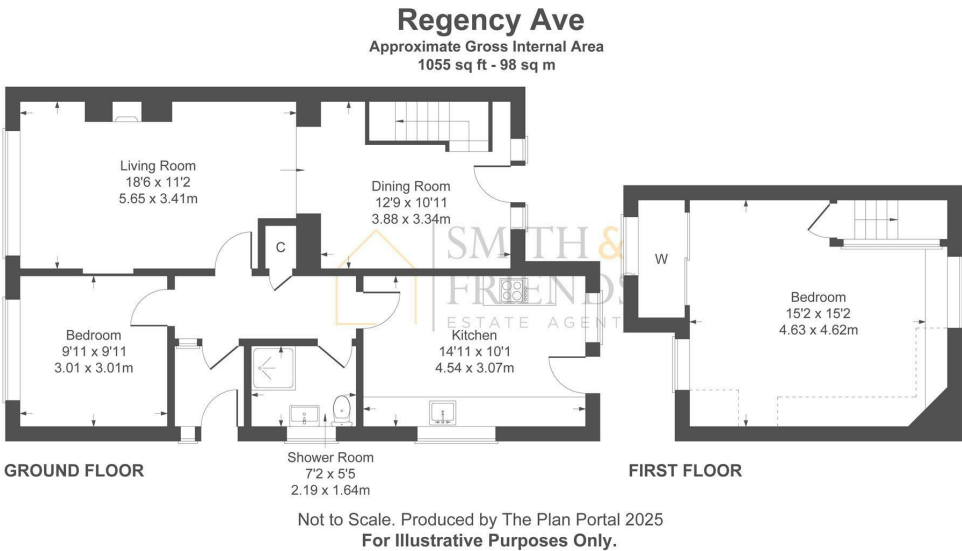 Regency Ave
Approximate Gross Internal Area
1055 sq ft - 98 sq m
Living Room
18'6 x 11'2
5.65 x 3.41m
Dining Room
12'9 x 10'11
3.88 x 3.34m
C
SMITH &
FRIENDS
ESTATE AGENT
W
Bedroom
15'2 x 15'2
4.63 x 4.62m
Bedroom
9'11 x 9'11
3.01 x 3.01m
Kitchen
14'11 x 10'1
4.54 x 3.07m
Shower Room
7'2 x 5'5
2.19 x 1.64m
GROUND FLOOR
FIRST FLOOR
Not to Scale. Produced by The Plan Portal 2025
For Illustrative Purposes Only.